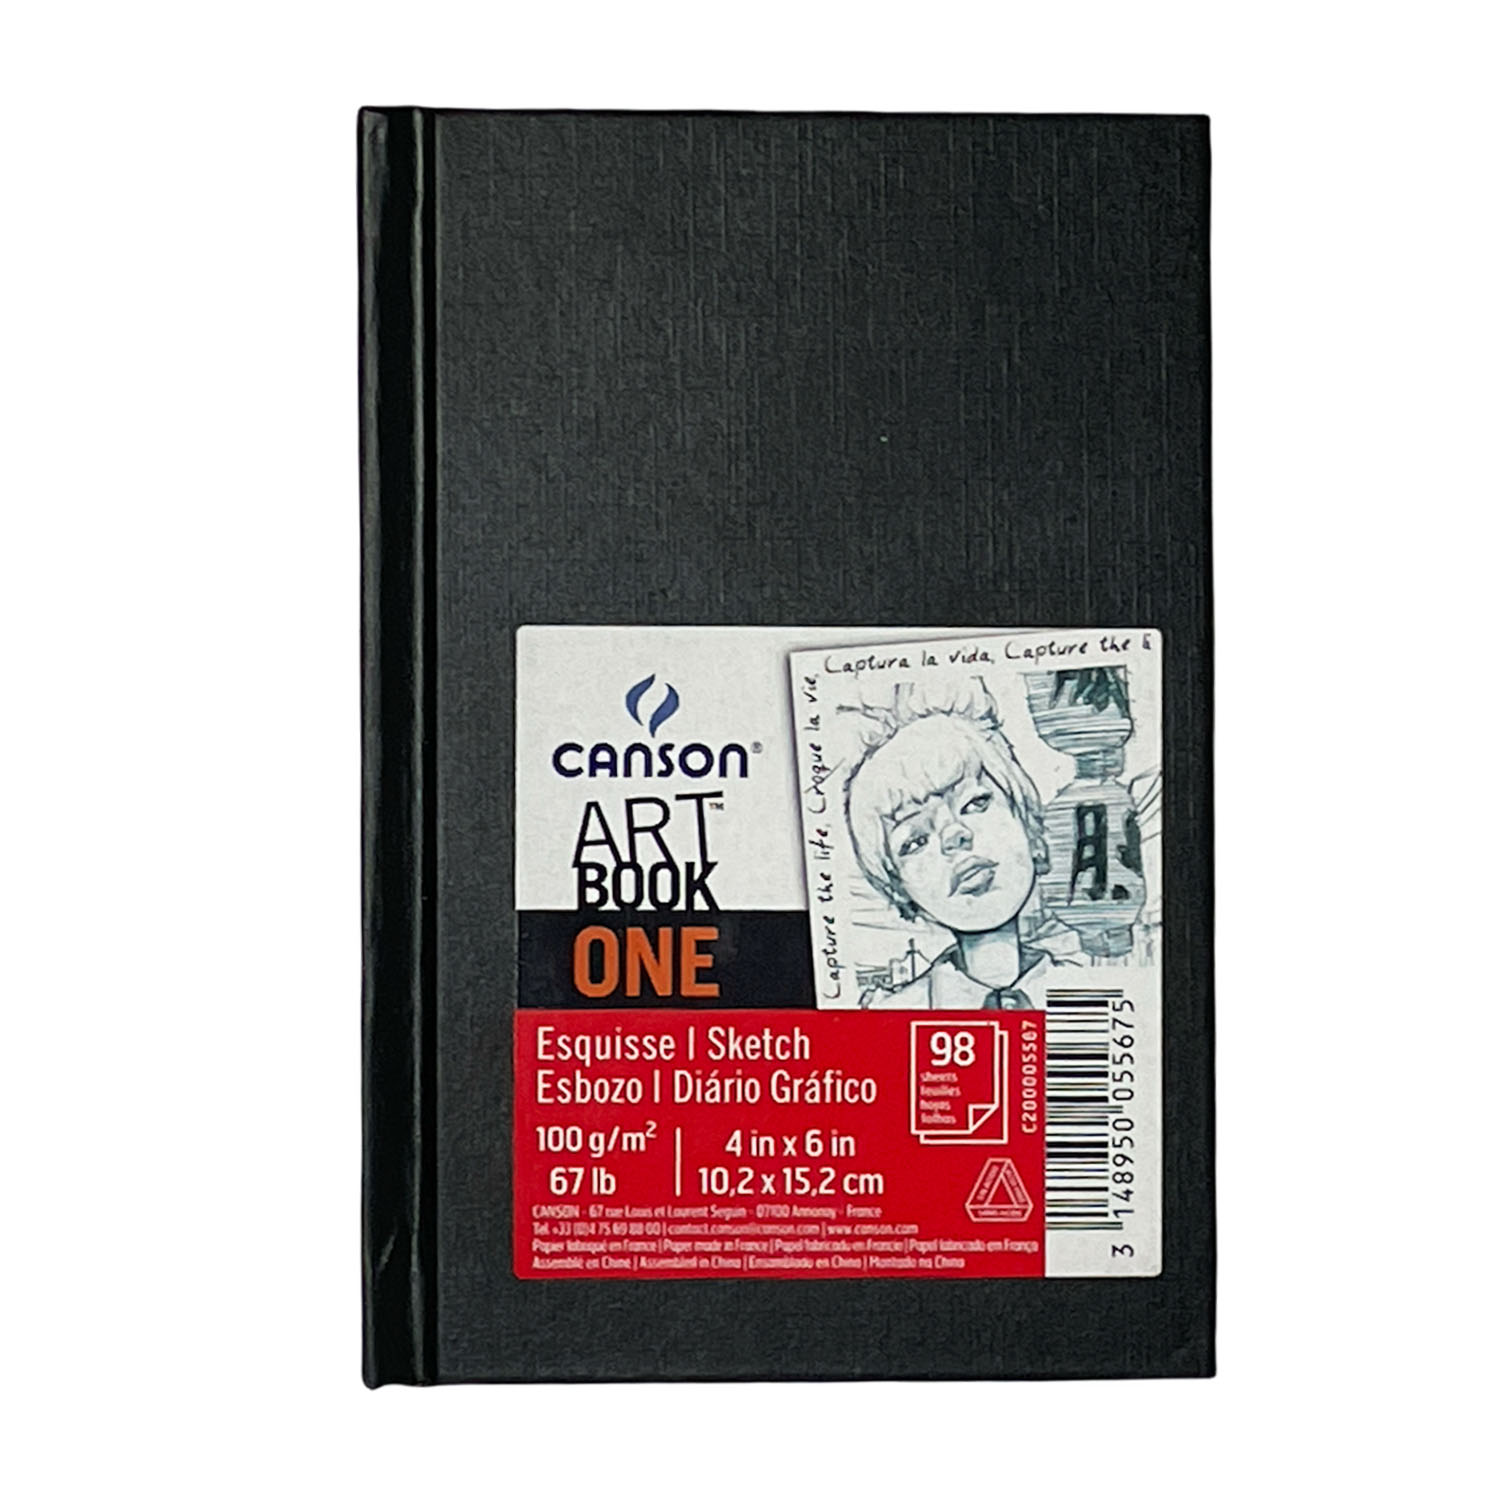 Captura la vida, Capture the li
Capture the life, Croque la vie,
CANSON®
ART™
BOOK
ONE
Esquisse | Sketch
Esbozo | Diário Gráfico
100 g/m²
67 lb
4 in x 6 in
10,2 x 15,2 cm
98
sheets
feuilles
hojas
folhas
C200005587
3 148950 055675
CANSON - 67 rue Louis et Laurent Seguin - 07100 Annonay - France
Tel. +33 (0)4 75 69 88 00 | contact.canson@canson.com | www.canson.com
Papier fabriqué en France | Paper made in France | Papel fabricado en Francia | Papel fabricado em França
Assemblé en Chine | Assembled in China | Ensamblado en China | Montado na China